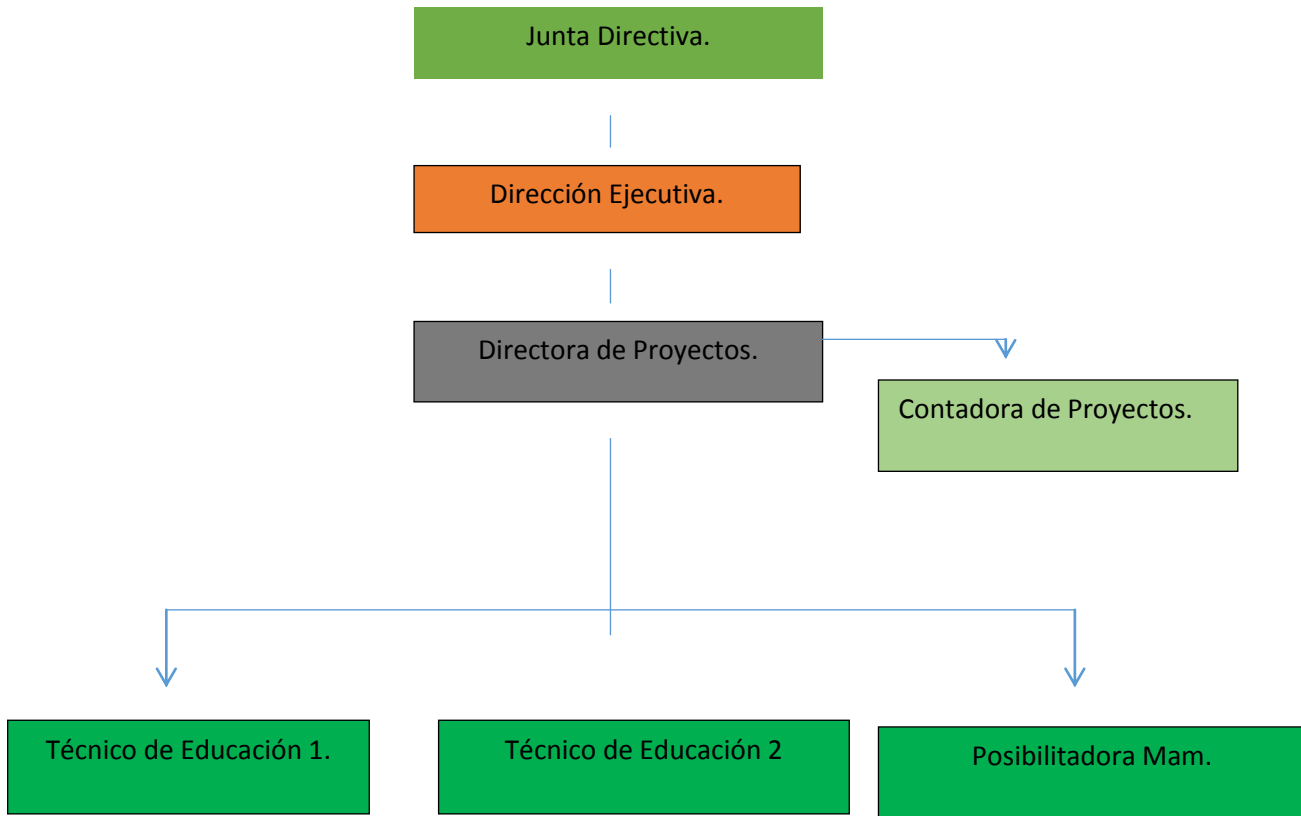 Junta Directiva.
Dirección Ejecutiva.
Directora de Proyectos.
Contadora de Proyectos.
Técnico de Educación 1.
Técnico de Educación 2
Posibilitadora Mam.